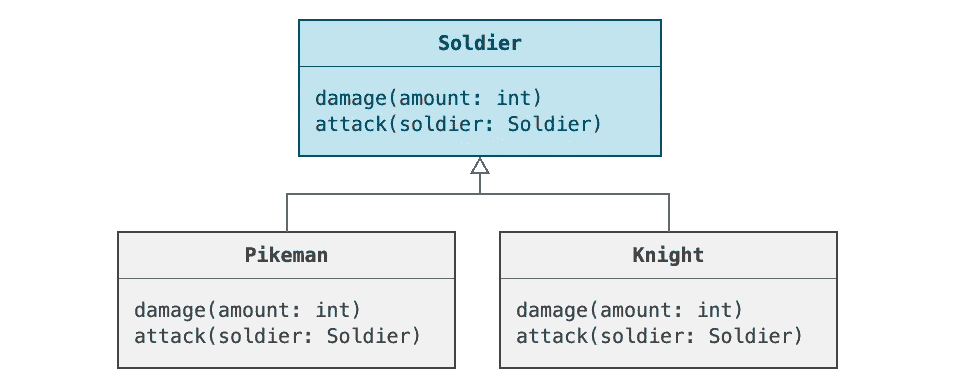 Soldier
damage(amount: int)
attack(soldier: Soldier)
Pikeman
damage(amount: int)
attack(soldier: Soldier)
Knight
damage(amount: int)
attack(soldier: Soldier)